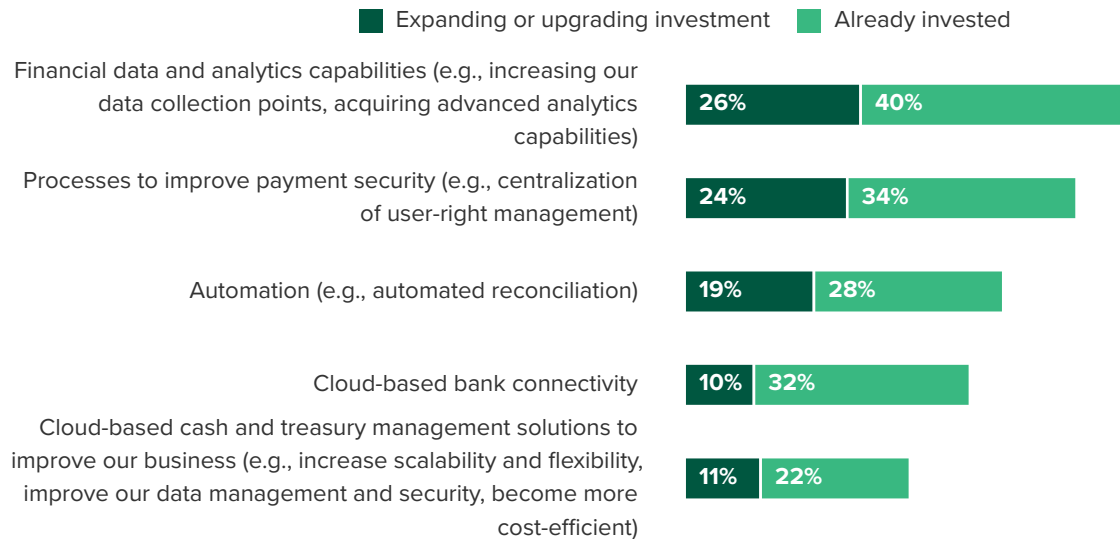 Expanding or upgrading investment Already invested
Financial data and analytics capabilities (e.g., increasing our
data collection points, acquiring advanced analytics
capabilities)
26% 40%
Processes to improve payment security (e.g., centralization
of user-right management)
24% 34%
Automation (e.g., automated reconciliation)
19% 28%
Cloud-based bank connectivity
10% 32%
Cloud-based cash and treasury management solutions to
improve our business (e.g., increase scalability and flexibility,
improve our data management and security, become more
cost-efficient)
11% 22%